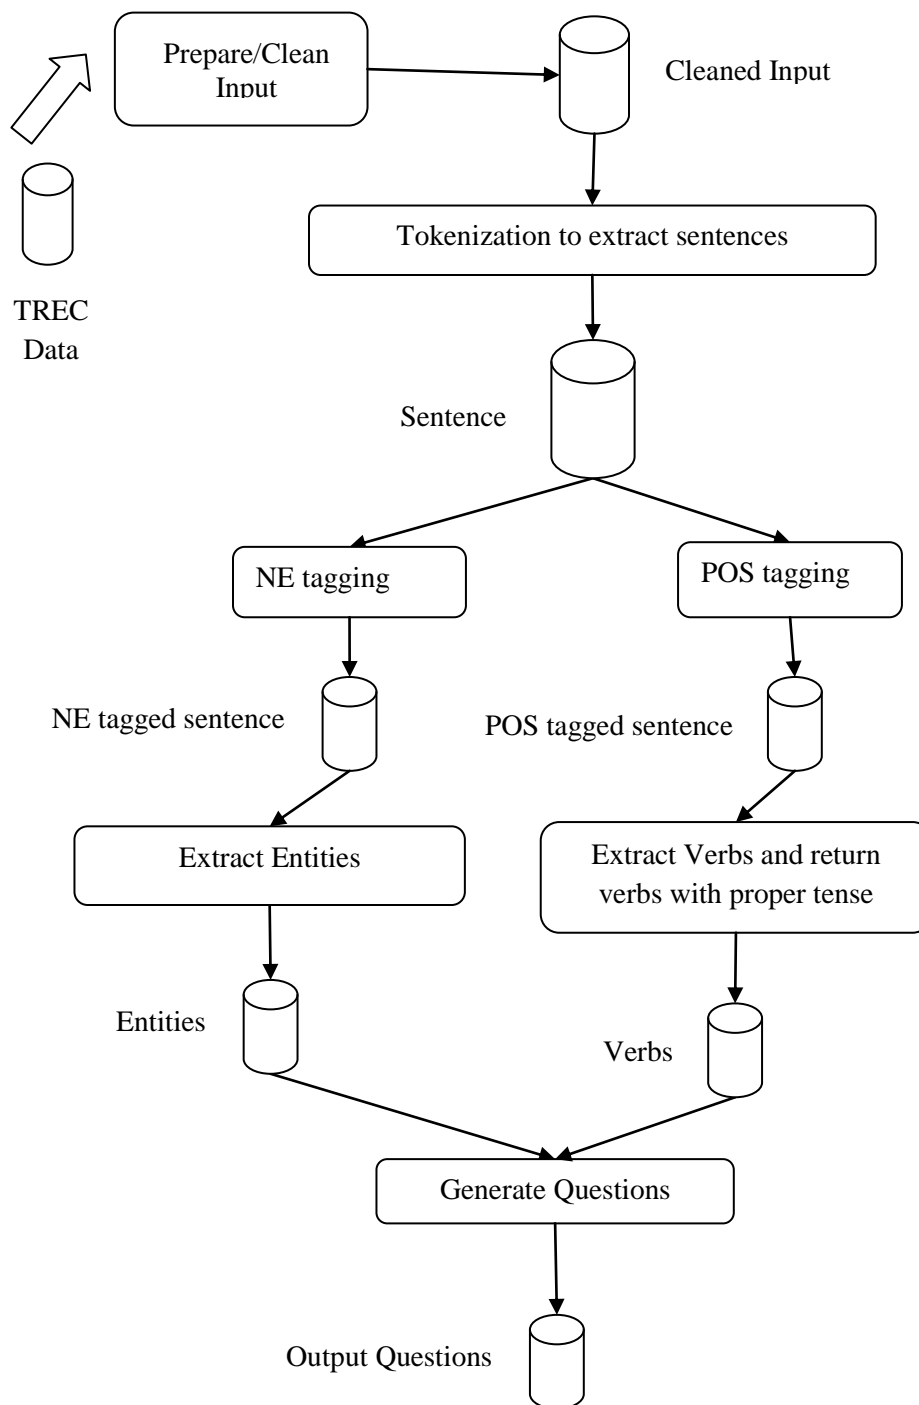 Prepare/Clean
Input
Cleaned Input
TREC
Data
Tokenization to extract sentences
Sentence
NE tagging
POS tagging
NE tagged sentence
POS tagged sentence
Extract Entities
Extract Verbs and return
verbs with proper tense
Entities
Verbs
Generate Questions
Output Questions